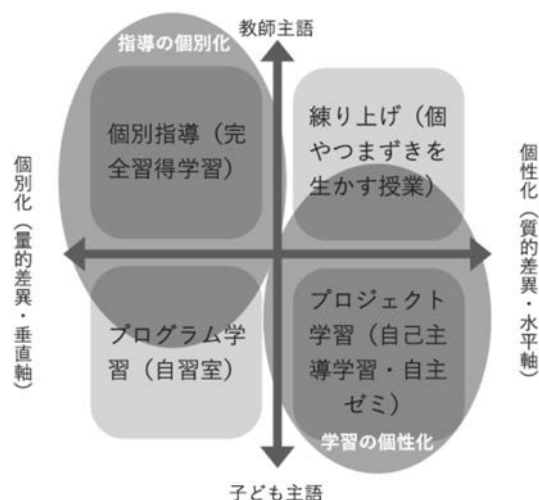 教師主語
指導の個別化
個別指導（完
全習得学習）
練り上げ（個
やつまずきを
生かす授業）
個別化（量的差異・垂直軸）
個性化（質的差異・水平軸）
プログラム学
習（自習室）
プロジェクト
学習（自己主
導学習・自主
ゼミ）
学習の個性化
子ども主語